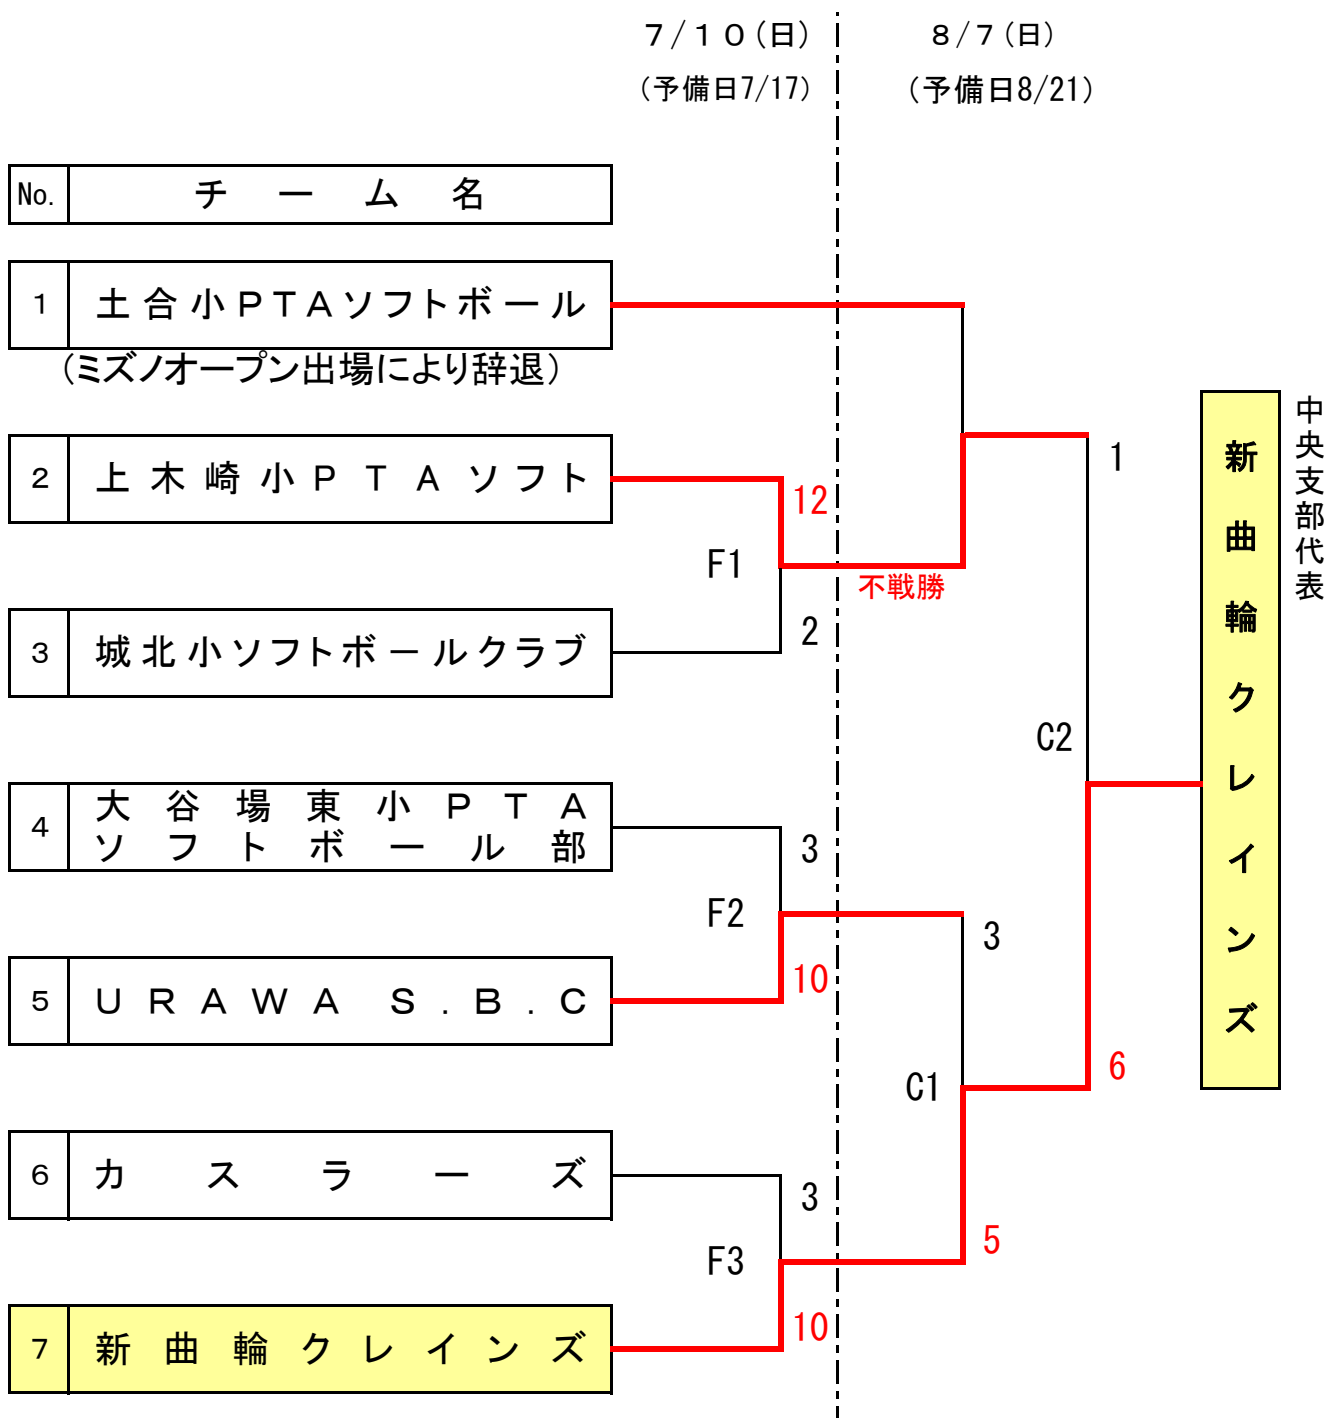 7/10(日)
8/7(日)
(予備日7/17)
(予備日8/21)
No.
チーム名
1
土合小PTAソフトボール
(ミズノオープン出場により辞退)
2
上木崎小PTAソフト
12
F1
不戦勝
3
城北小ソフトボールクラブ
2
1
4
大谷場東小PTA
ソフトボール部
3
F2
5
URAWA S.B.C
10
3
C2
C1
6
6
カスラーズ
3
F3
5
7
新曲輪クレインズ
10
新曲輪クレインズ
中央支部代表